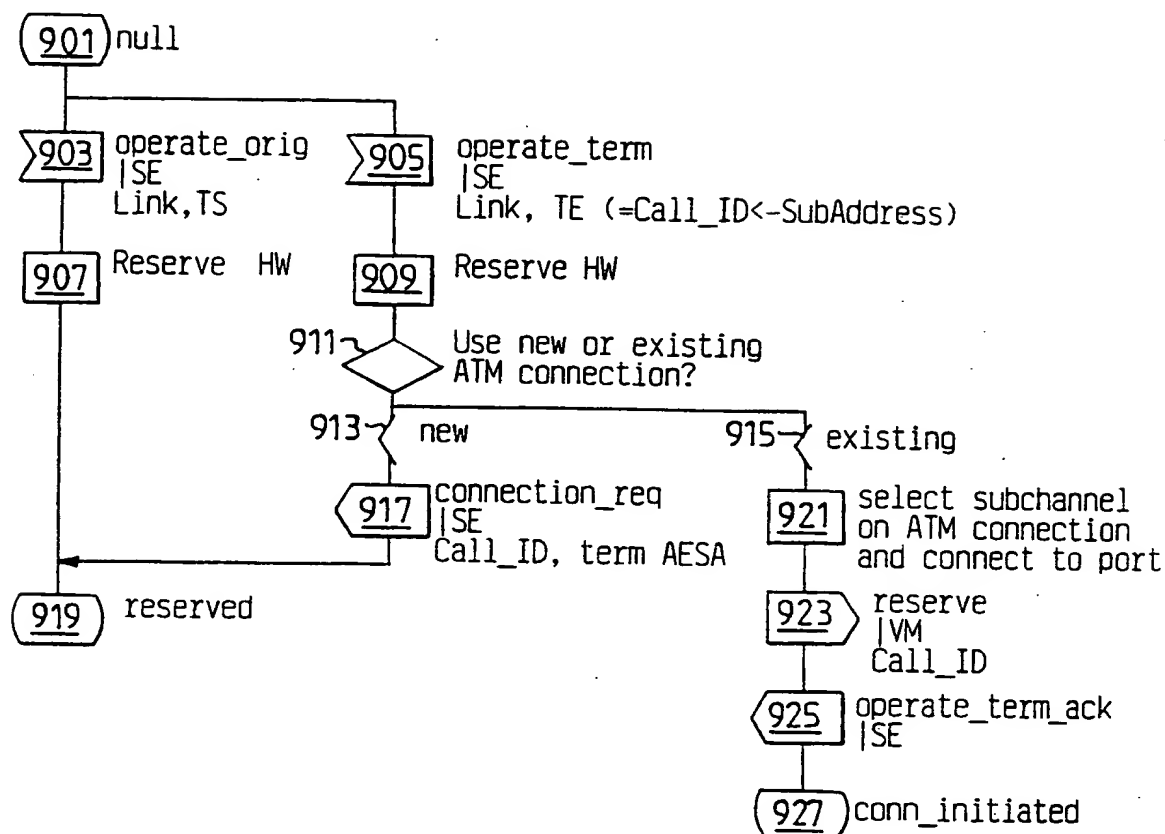 901 null
903 operate_orig
|SE
Link,TS
905 operate_term
|SE
Link, TE (=Call_ID<-SubAddress)
907 Reserve HW
909 Reserve HW
911 Use new or existing
ATM connection?
913 new
915 existing
917 connection_req
|SE
Call_ID, term AESA
921 select subchannel
on ATM connection
and connect to port
919 reserved
923 reserve
|VM
Call_ID
925 operate_term_ack
|SE
927 conn_initiated